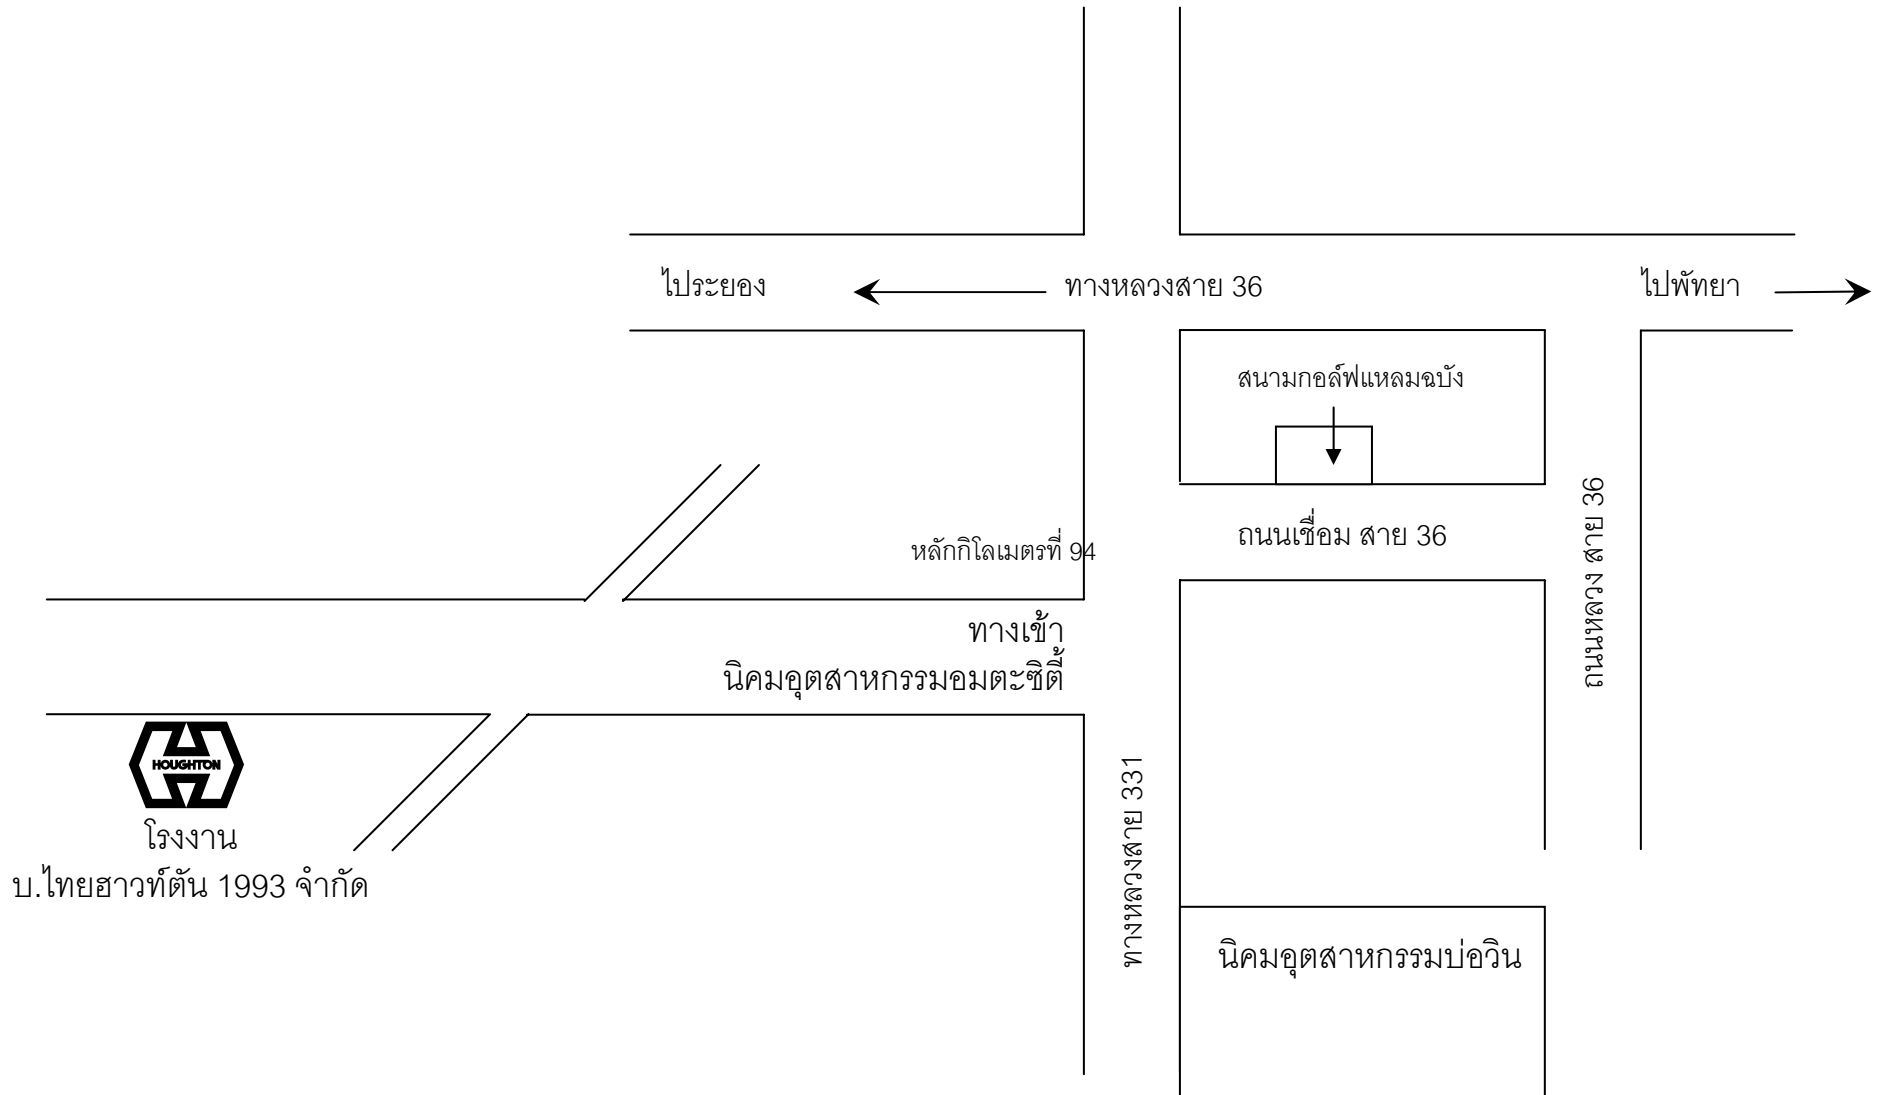 ไประยอง
ทางหลวงสาย 36
ไปพัทยา
สนามกอล์ฟแหลมฉบัง
ถนนเชื่อม สาย 36
ถนนหลวง สาย 36
หลักกิโลเมตรที่ 94
ทางเข้า
นิคมอุตสาหกรรมอมตะซิตี้
HOUGHTON
โรงงาน
บ.ไทยฮาวท์ตัน 1993 จำกัด
ทางหลวงสาย 331
นิคมอุตสาหกรรมบ่อวิน